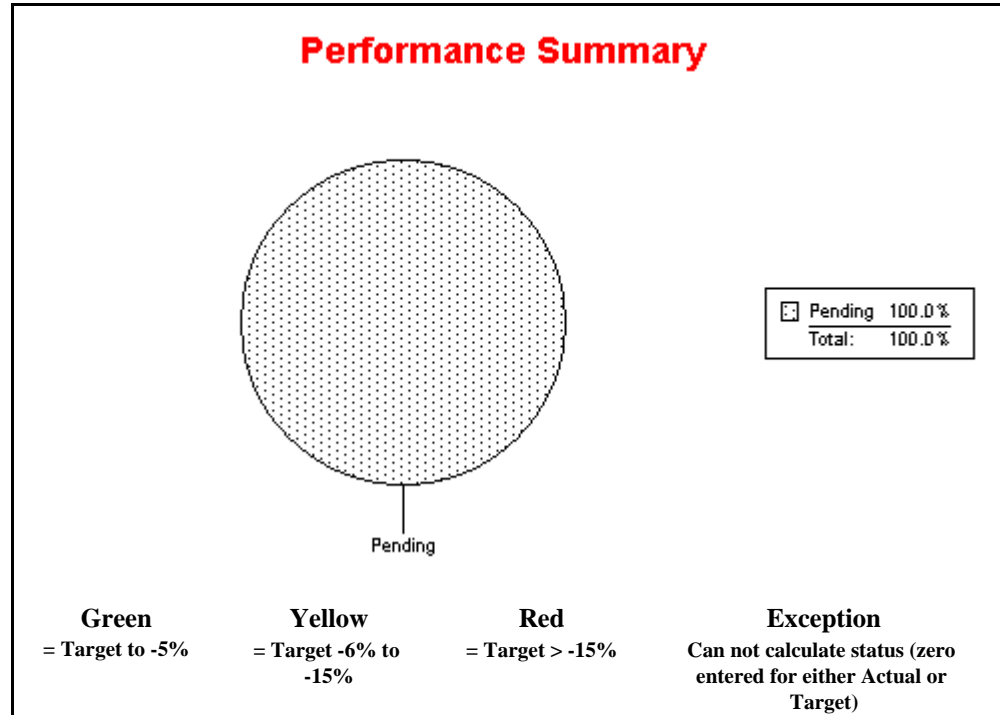 Performance Summary
Pending 100.0%
Total: 100.0%
Pending
Green
= Target to -5%
Yellow
= Target -6% to
-15%
Red
= Target > -15%
Exception
Can not calculate status (zero
entered for either Actual or
Target)